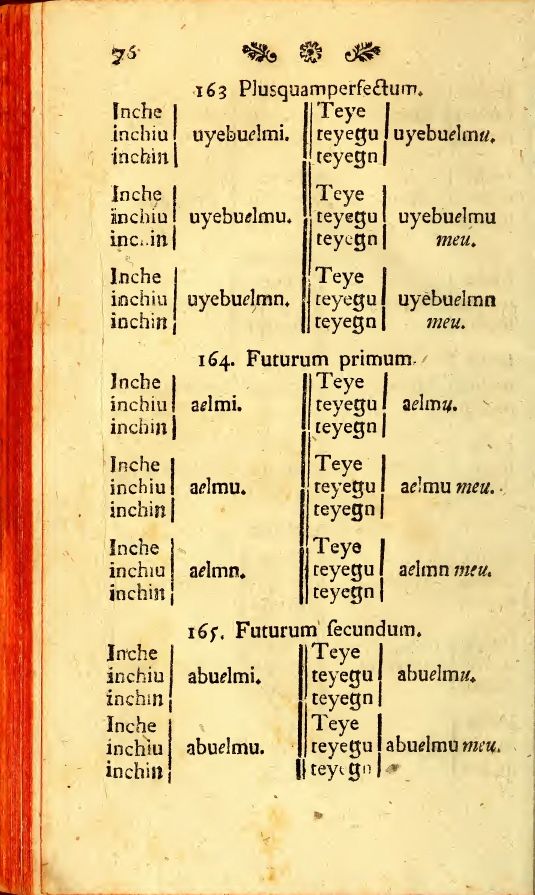 76
163 Plusquamperfectum.
Inche | || Teye |
inchiu | uyebuelmi. || teyegu | uyebuelmu.
inchin | || teyegn |
Inche | || Teye |
inchiu | uyebuelmu. || teyegu | uyebuelmu
inc..in | || teyegn | meu.
Inche | || Teye |
inchiu | uyebuelmn. || teyegu | uyebuelmn
inchin | || teyegn | meu.
164. Futurum primum.
Inche | || Teye |
inchiu | aelmi. || teyegu | aelmu.
inchin | || teyegn |
Inche | || Teye |
inchiu | aelmu. || teyegu | aelmu meu.
inchin | || teyegn |
Inche | || Teye |
inchiu | aelmn. || teyegu | aelmn meu.
inchin | || teyegn |
165. Futurum secundum.
Inche | || Teye |
inchiu | abuelmi. || teyegu | abuelmu.
inchin | || teyegn |
Inche | || Teye |
inchiu | abuelmu. || teyegu | abuelmu meu.
inchin | || teyegn |